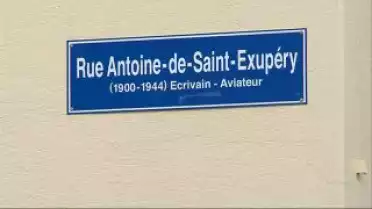 Rue Antoine-de-Saint-Exupéry
(1900-1944) Ecrivain - Aviateur